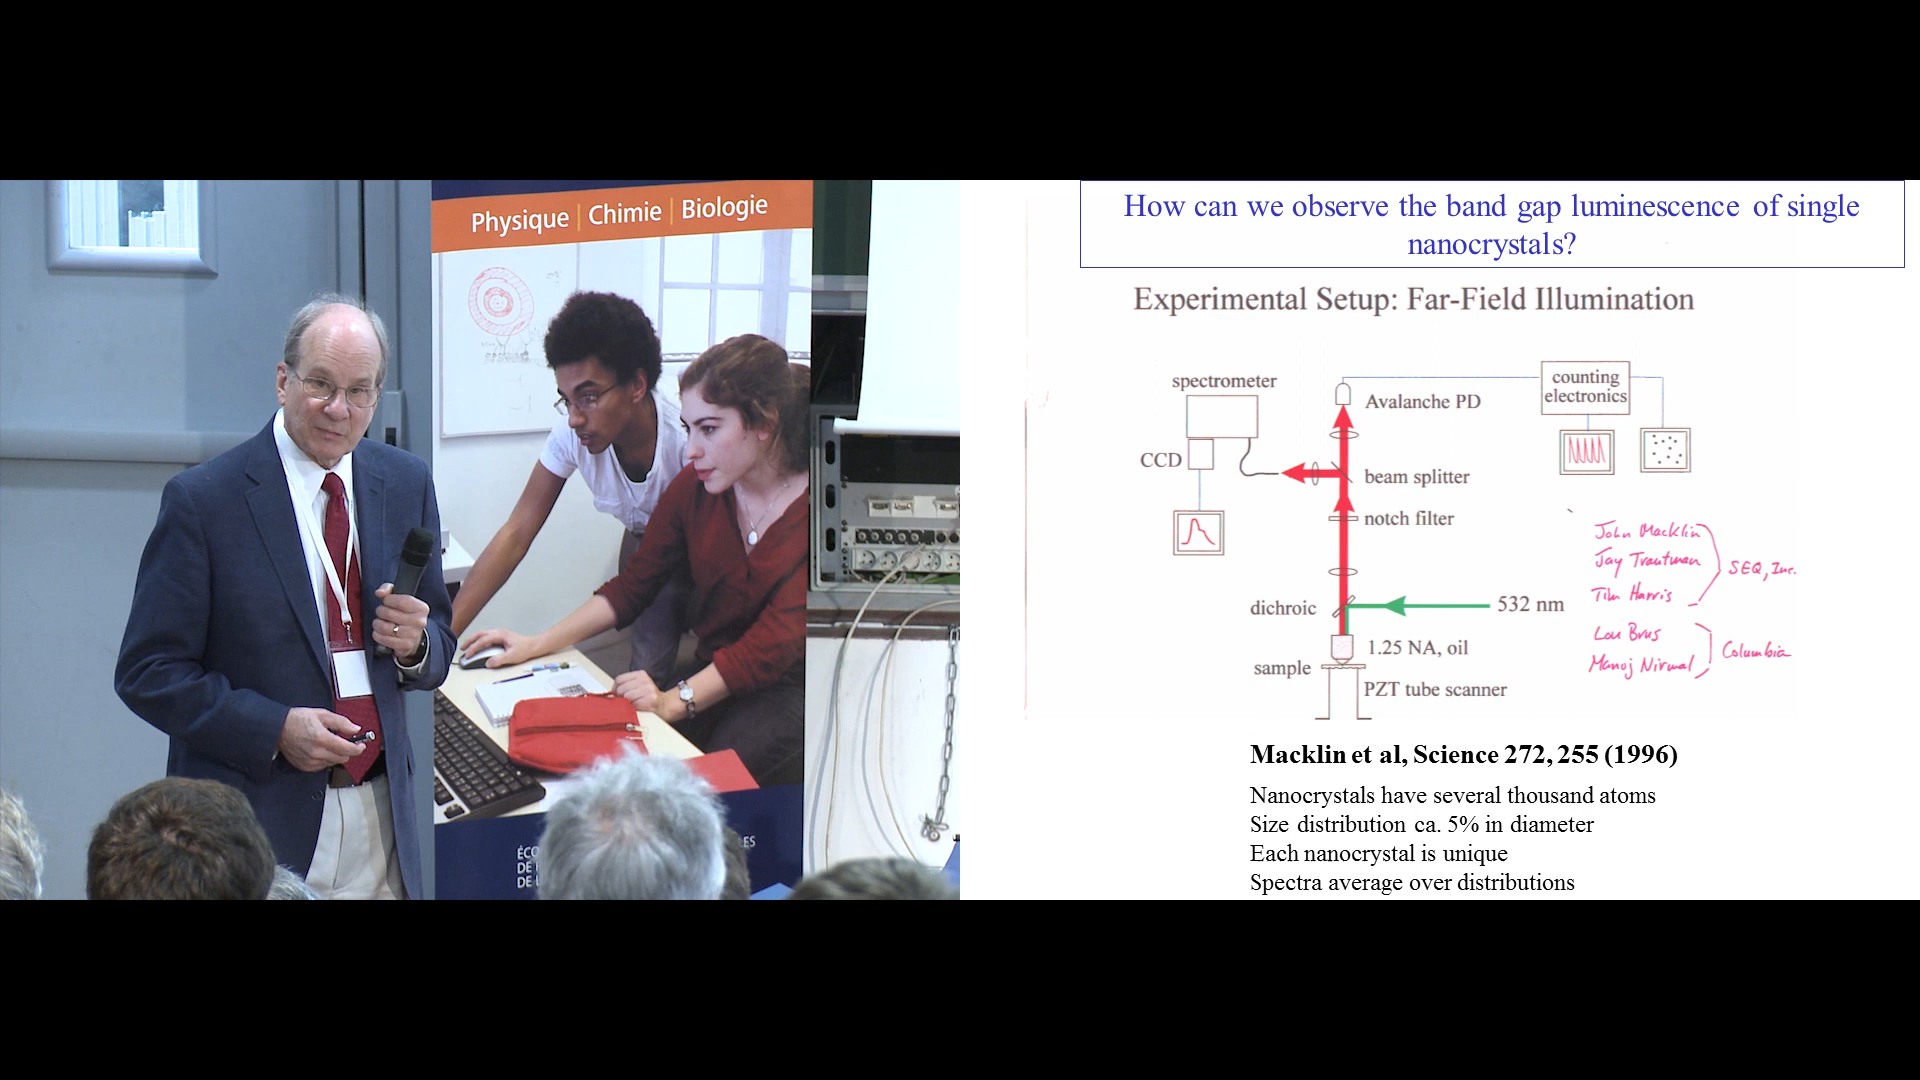 Physique | Chimie | Biologie
ÉCO
DE
DE L
LES
How can we observe the band gap luminescence of single
nanocrystals?
Experimental Setup: Far-Field Illumination
spectrometer
Avalanche PD
counting
electronics
CCD
beam splitter
notch filter
John Macklin
Jay Trautman
Tim Harris
SEQ, Inc.
dichroic
532 nm
Lou Brus
Manoj Nirmal
Columbia
1.25 NA, oil
sample
PZT tube scanner
Macklin et al, Science 272, 255 (1996)
Nanocrystals have several thousand atoms
Size distribution ca. 5% in diameter
Each nanocrystal is unique
Spectra average over distributions